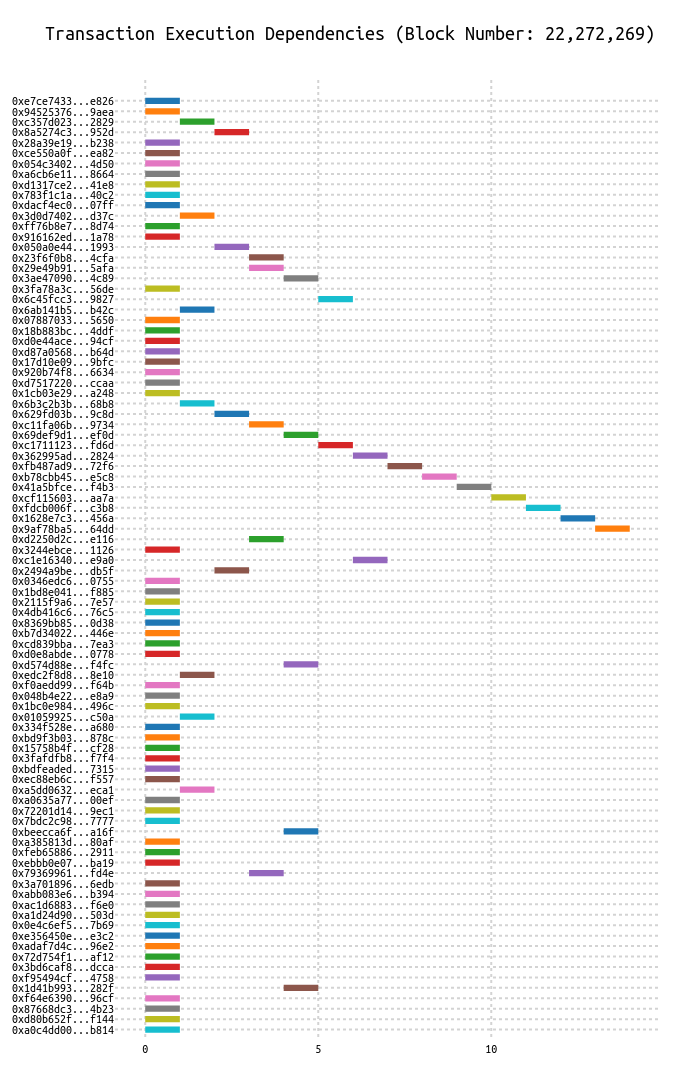 Transaction Execution Dependencies (Block Number: 22,272,269)
0xe7ce7433...e826
0x94525376...9aea
0xc357d023...2829
0x8a5274c3...952d
0x28a39e19...b238
0xce550a0f...ea82
0x054c3402...4d50
0xa6cb6e11...8664
0xd1317ce2...41e8
0x783f1c1a...40c2
0xdacf4ec0...07ff
0x3d0d7402...d37c
0xff76b8e7...8d74
0x916162ed...1a78
0x050a0e44...1993
0x23f6f0b8...4cfa
0x29e49b91...5afa
0x3ae47090...4c89
0x3fa78a3c...56de
0x6c45fcc3...9827
0x6ab141b5...b42c
0x07887033...5650
0x18b883bc...4ddf
0xd0e44ace...94cf
0xd87a0568...b64d
0x17d10e09...9bfc
0x920b74f8...6634
0xd7517220...ccaa
0x1cb03e29...a248
0x6b3c2b3b...68b8
0x629fd03b...9c8d
0xc11fa06b...9734
0x69def9d1...ef0d
0xc1711123...fd6d
0x362995ad...2824
0xfb487ad9...72f6
0xb78cbb45...e5c8
0x41a5bfce...f4b3
0xcf115603...aa7a
0xfdcb006f...c3b8
0x1628e7c3...456a
0x9af78ba5...64dd
0xd2250d2c...e116
0x3244ebce...1126
0xc1e16340...e9a0
0x2494a9be...db5f
0x0346edc6...0755
0x1bd8e041...f885
0x2115f9a6...7e57
0x4db416c6...76c5
0x8369bb85...0d38
0xb7d34022...446e
0xcd839bba...7ea3
0xd0e8abde...0778
0xd574d88e...f4fc
0xedc2f8d8...8e10
0xf0aedd99...f64b
0x048b4e22...e8a9
0x1bc0e984...496c
0x01059925...c50a
0x334f528e...a680
0xbd9f3b03...878c
0x15758b4f...cf28
0x3fafdfb8...f7f4
0xbdfeaded...7315
0xec88eb6c...f557
0xa5dd0632...eca1
0xa0635a77...00ef
0x72201d14...9ec1
0x7bdc2c98...7777
0xbeecca6f...a16f
0xa385813d...80af
0xfeb65886...2911
0xebbb0e07...ba19
0x79369961...fd4e
0x3a701896...6edb
0xabb083e6...b394
0xac1d6883...f6e0
0xa1d24d90...503d
0x0e4c6ef5...7b69
0xe356450e...e3c2
0xadaf7d4c...96e2
0x72d754f1...af12
0x3bd6caf8...dcca
0xf95494cf...4758
0x1d41b993...282f
0xf64e6390...96cf
0x87668dc3...4b23
0xd80b652f...f144
0xa0c4dd00...b814
0 5 10